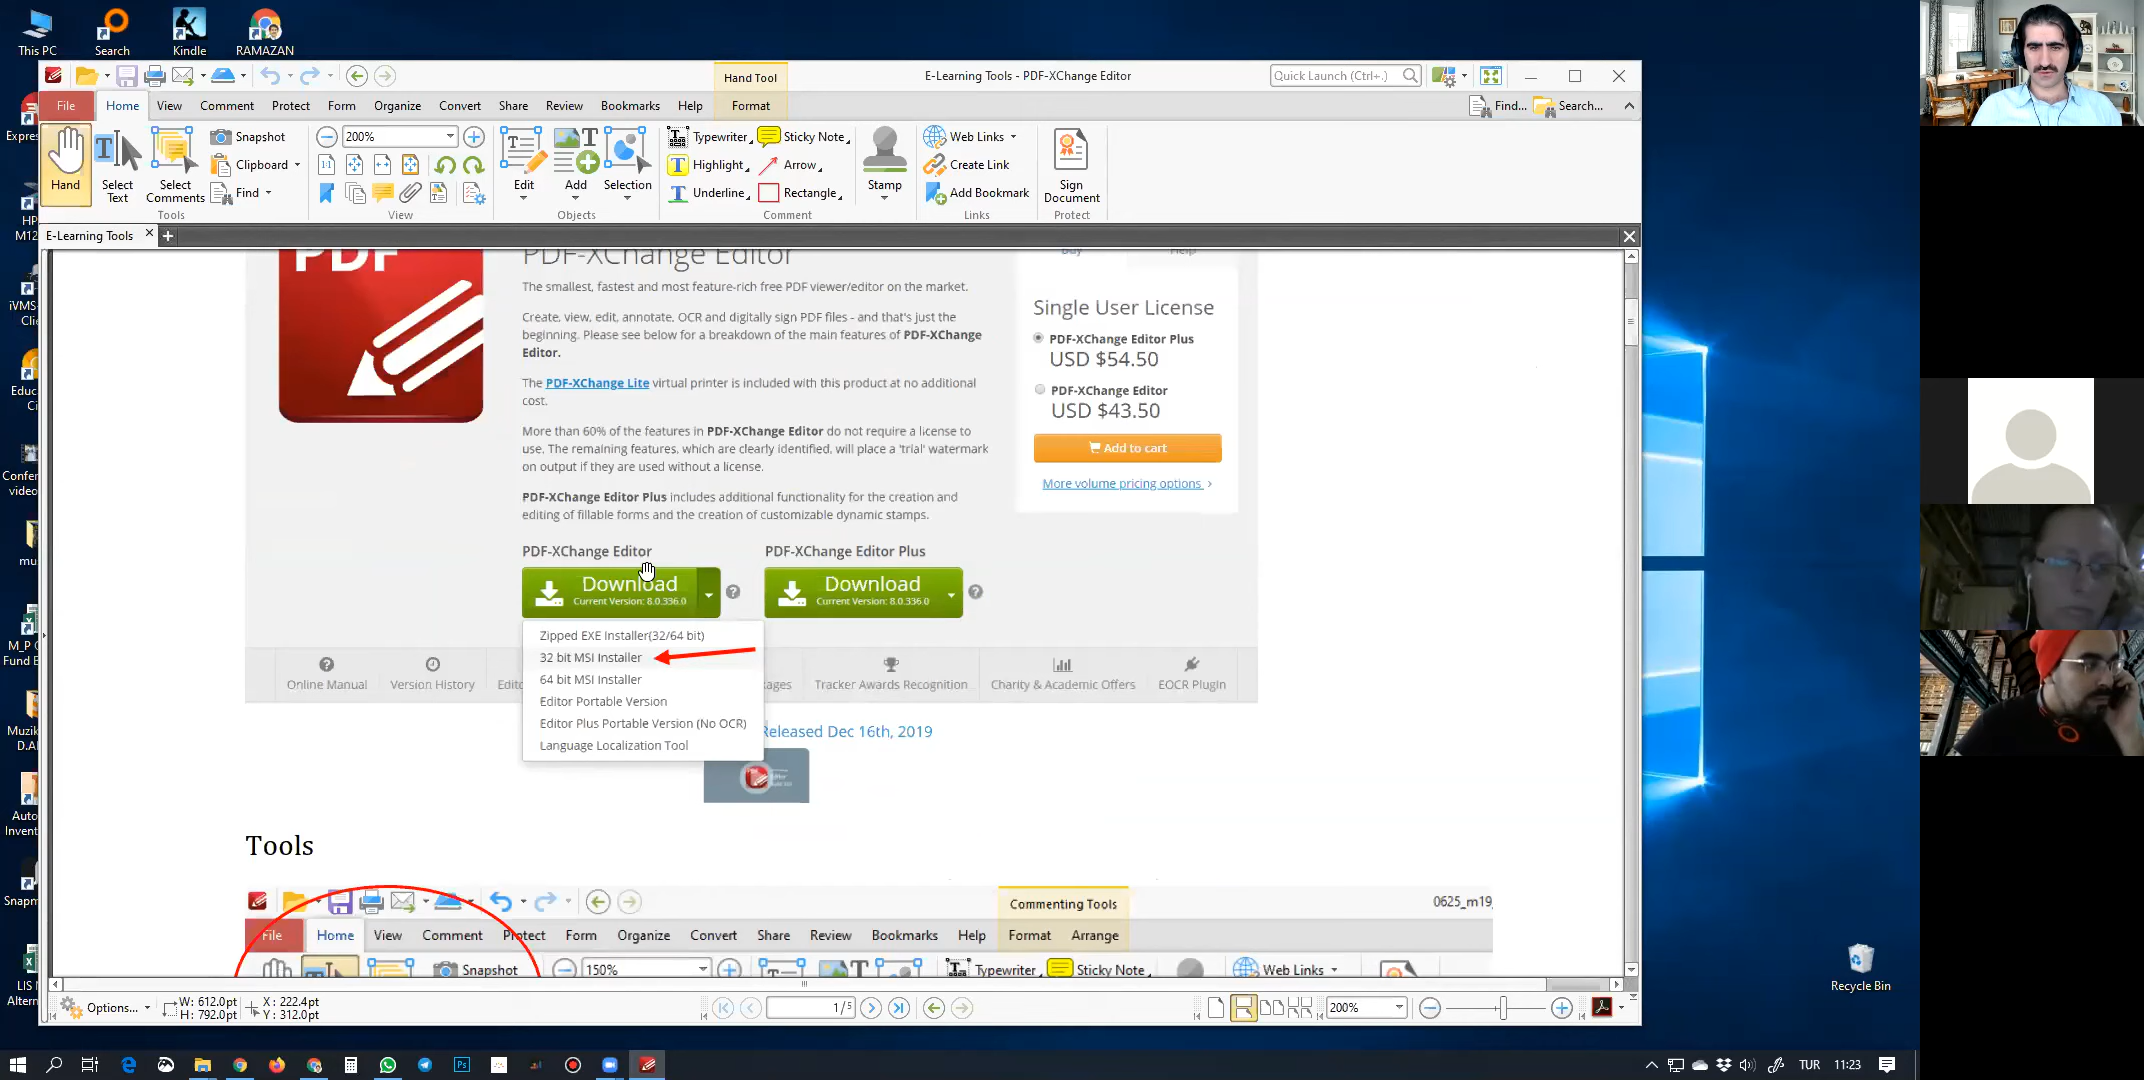 This PC
Search
Kindle
RAMAZAN
Hand Tool
E-Learning Tools - PDF-XChange Editor
Quick Launch (Ctrl+.)
File
Home
View
Comment
Protect
Form
Organize
Convert
Share
Review
Bookmarks
Help
Format
Find...
Search...
Snapshot
200%
Typewriter
Sticky Note
Web Links
Clipboard
Highlight
Arrow
Create Link
Hand
Select Text
Select Comments
Find
Edit
Add
Selection
Underline
Rectangle
Stamp
Add Bookmark
Sign Document
Tools
View
Objects
Comment
Links
Protect
E-Learning Tools
PDF
PDF-XChange Editor
Buy
Help
The smallest, fastest and most feature-rich free PDF viewer/editor on the market.
Create, view, edit, annotate, OCR and digitally sign PDF files - and that's just the
beginning. Please see below for a breakdown of the main features of PDF-XChange
Editor.
The PDF-XChange Lite virtual printer is included with this product at no additional
cost.
More than 60% of the features in PDF-XChange Editor do not require a license to
use. The remaining features, which are clearly identified, will place a 'trial' watermark
on output if they are used without a license.
PDF-XChange Editor Plus includes additional functionality for the creation and
editing of fillable forms and the creation of customizable dynamic stamps.
Single User License
PDF-XChange Editor Plus
USD $54.50
PDF-XChange Editor
USD $43.50
Add to cart
More volume pricing options >
PDF-XChange Editor
PDF-XChange Editor Plus
Download
Current Version: 8.0.336.0
Download
Current Version: 8.0.336.0
Zipped EXE Installer(32/64 bit)
32 bit MSI Installer
64 bit MSI Installer
Editor Portable Version
Editor Plus Portable Version (No OCR)
Language Localization Tool
Online Manual
Version History
Tracker Awards Recognition
Charity & Academic Offers
EOCR Plugin
Released Dec 16th, 2019
Tools
Commenting Tools
0625_m19_
File
Home
View
Comment
Protect
Form
Organize
Convert
Share
Review
Bookmarks
Help
Format
Arrange
Snapshot
150%
Typewriter
Sticky Note
Web Links
Options...
W: 612.0pt
H: 792.0pt
X: 222.4pt
Y: 312.0pt
1/5
200%
Recycle Bin
TUR
11:23